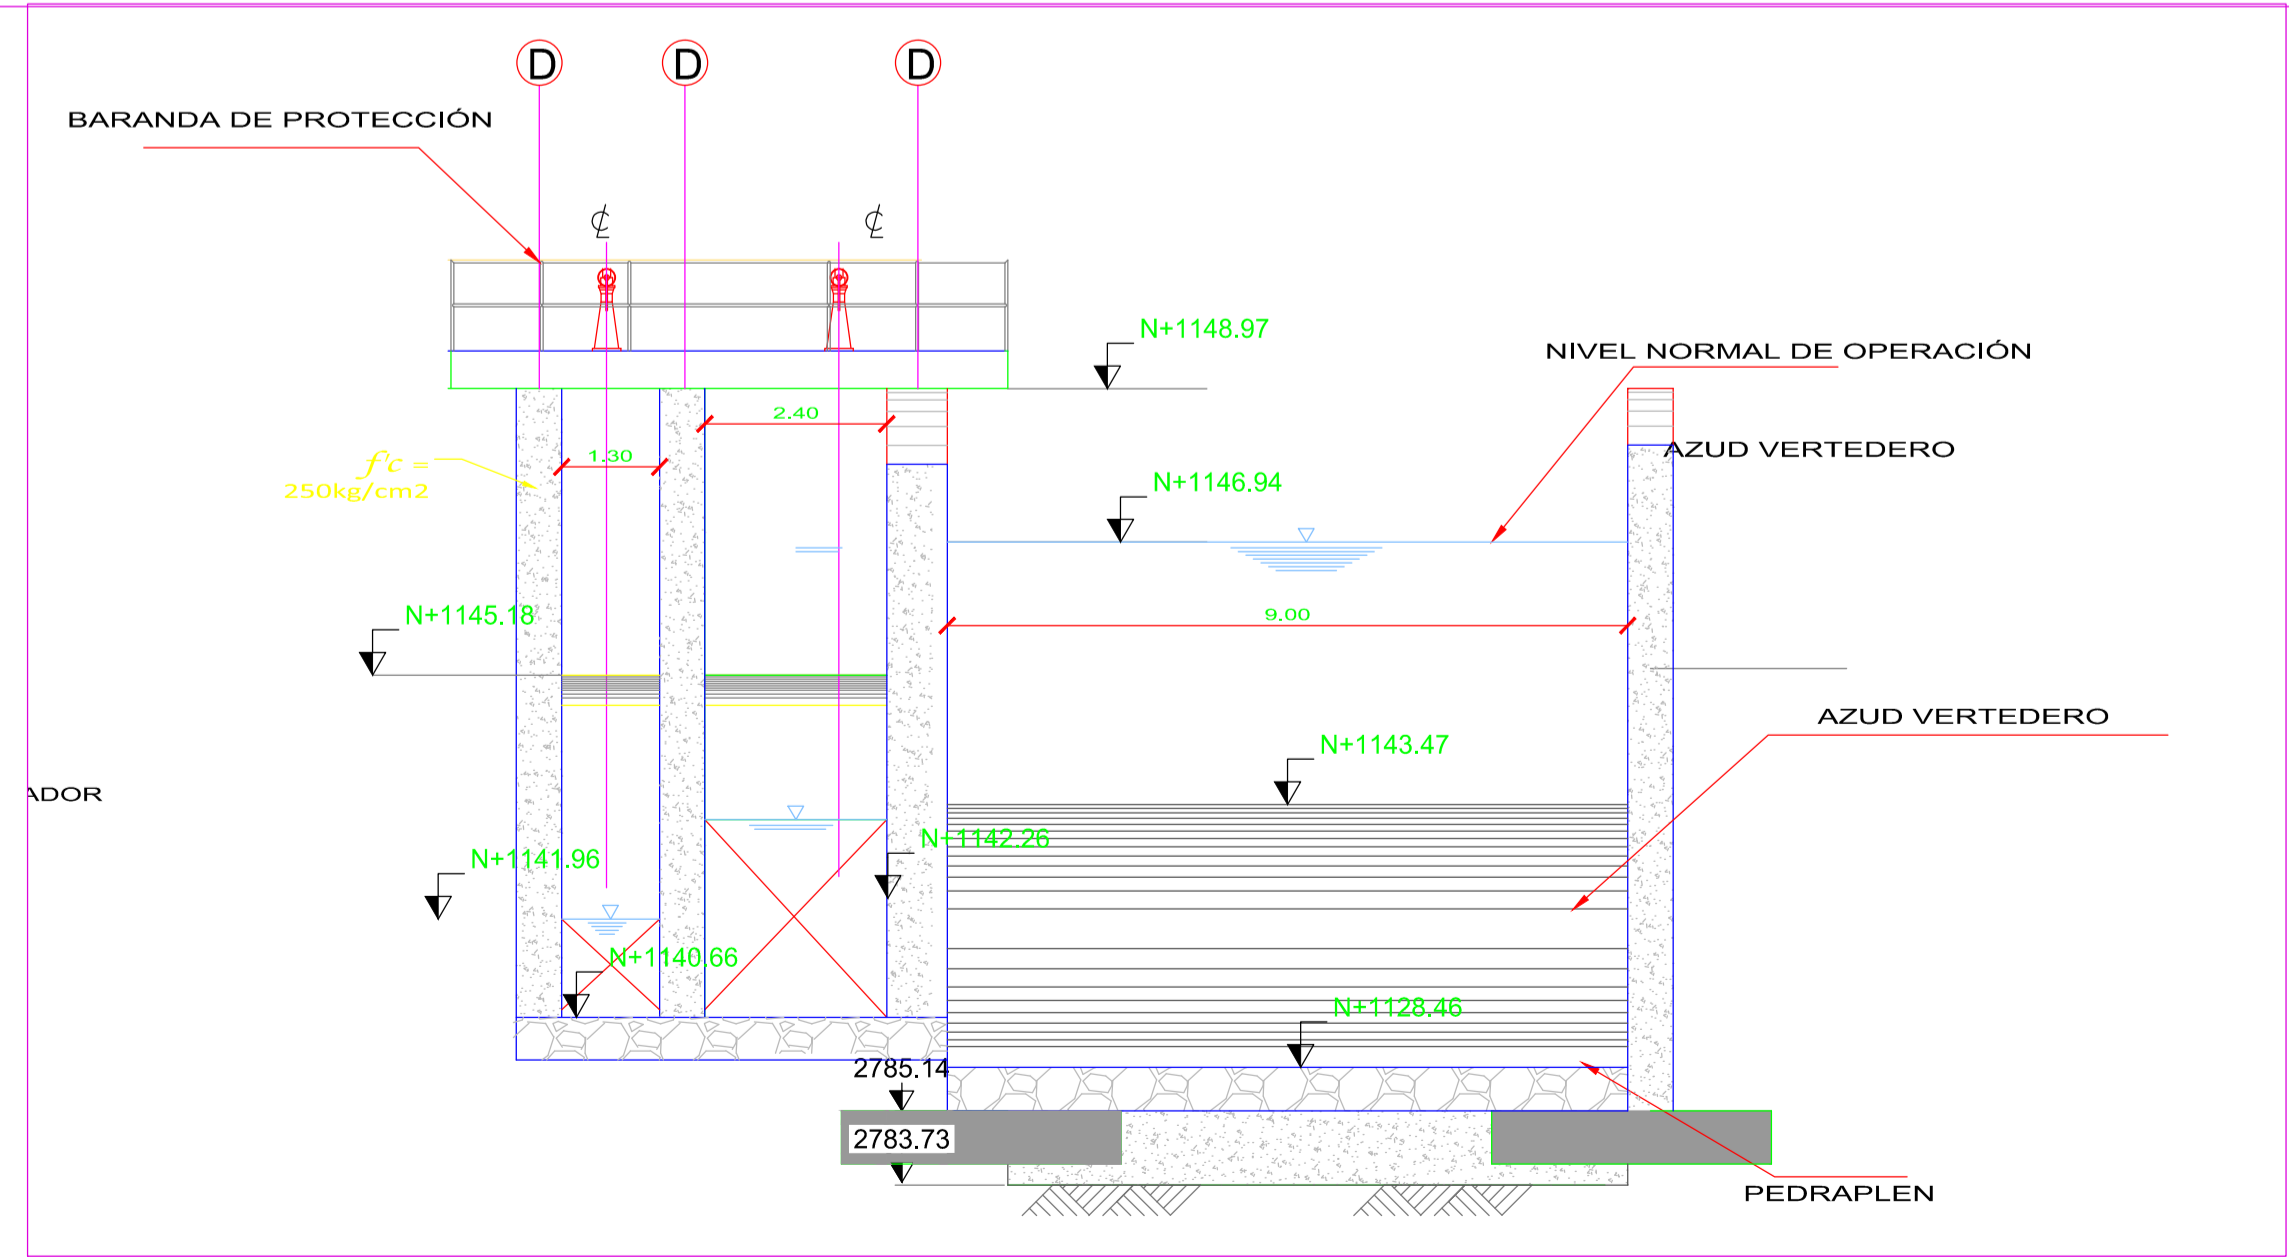 D D D
BARANDA DE PROTECCIÓN
℄ ℄
N+1148.97
NIVEL NORMAL DE OPERACIÓN
2.40
1.30
f'c =
250kg/cm2
AZUD VERTEDERO
N+1146.94
N+1145.18
9.00
AZUD VERTEDERO
N+1143.47
ADOR
N+1142.26
N+1141.96
N+1140.66
N+1128.46
2785.14
2783.73
PEDRAPLEN